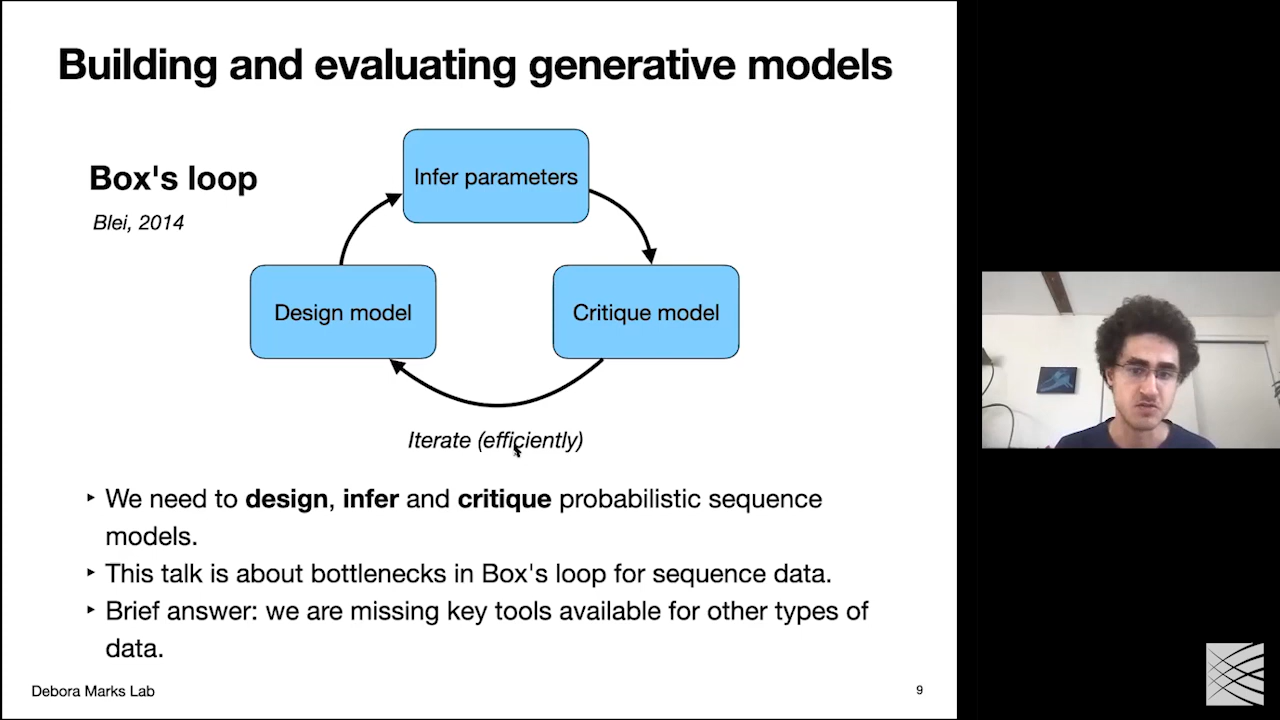 Building and evaluating generative models
Box's loop
Blei, 2014
Infer parameters
Design model
Critique model
Iterate (efficiently)
‣ We need to design, infer and critique probabilistic sequence
models.
‣ This talk is about bottlenecks in Box's loop for sequence data.
‣ Brief answer: we are missing key tools available for other types of
data.
Debora Marks Lab
9